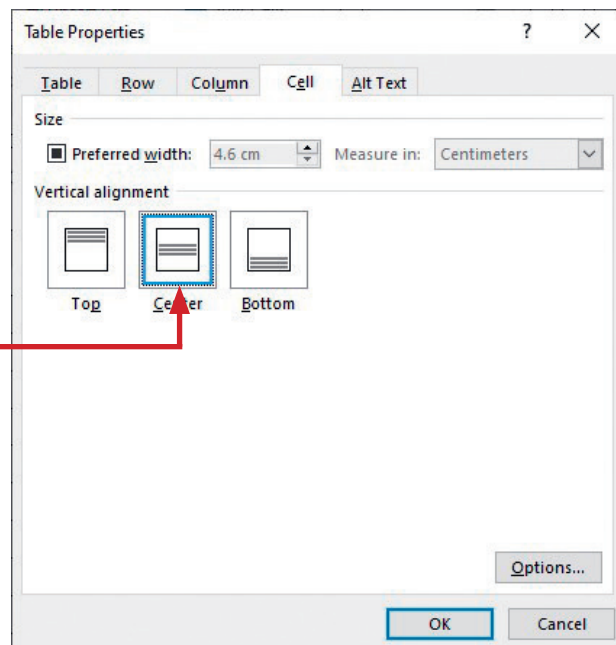 Table Properties ? X
Table Row Column Cell Alt Text
Size
Preferred width: 4.6 cm Measure in: Centimeters
Vertical alignment
Top Center Bottom
Options...
OK Cancel